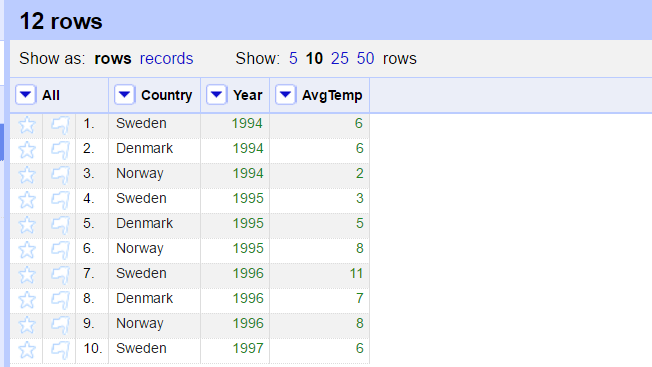 12 rows
Show as: rows records Show: 5 10 25 50 rows
All Country Year AvgTemp
1. Sweden 1994 6
2. Denmark 1994 6
3. Norway 1994 2
4. Sweden 1995 3
5. Denmark 1995 5
6. Norway 1995 8
7. Sweden 1996 11
8. Denmark 1996 7
9. Norway 1996 8
10. Sweden 1997 6